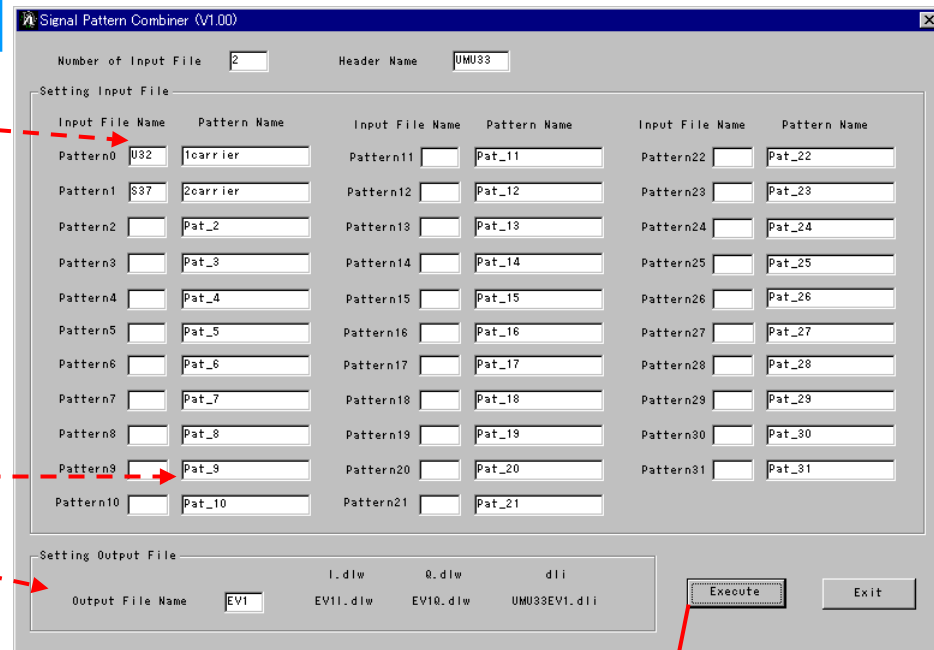 Signal Pattern Combiner (V1.00)
Number of Input File 2 Header Name UMU33
Setting Input File
Input File Name Pattern Name Input File Name Pattern Name Input File Name Pattern Name
Pattern0 U32 1carrier Pattern11 Pat_11 Pattern22 Pat_22
Pattern1 S37 2carrier Pattern12 Pat_12 Pattern23 Pat_23
Pattern2 Pat_2 Pattern13 Pat_13 Pattern24 Pat_24
Pattern3 Pat_3 Pattern14 Pat_14 Pattern25 Pat_25
Pattern4 Pat_4 Pattern15 Pat_15 Pattern26 Pat_26
Pattern5 Pat_5 Pattern16 Pat_16 Pattern27 Pat_27
Pattern6 Pat_6 Pattern17 Pat_17 Pattern28 Pat_28
Pattern7 Pat_7 Pattern18 Pat_18 Pattern29 Pat_29
Pattern8 Pat_8 Pattern19 Pat_19 Pattern30 Pat_30
Pattern9 Pat_9 Pattern20 Pat_20 Pattern31 Pat_31
Pattern10 Pat_10 Pattern21 Pat_21
Setting Output File
I.dlw Q.dlw dli
Output File Name EV1 EV1I.dlw EV1Q.dlw UMU33EV1.dli Execute Exit